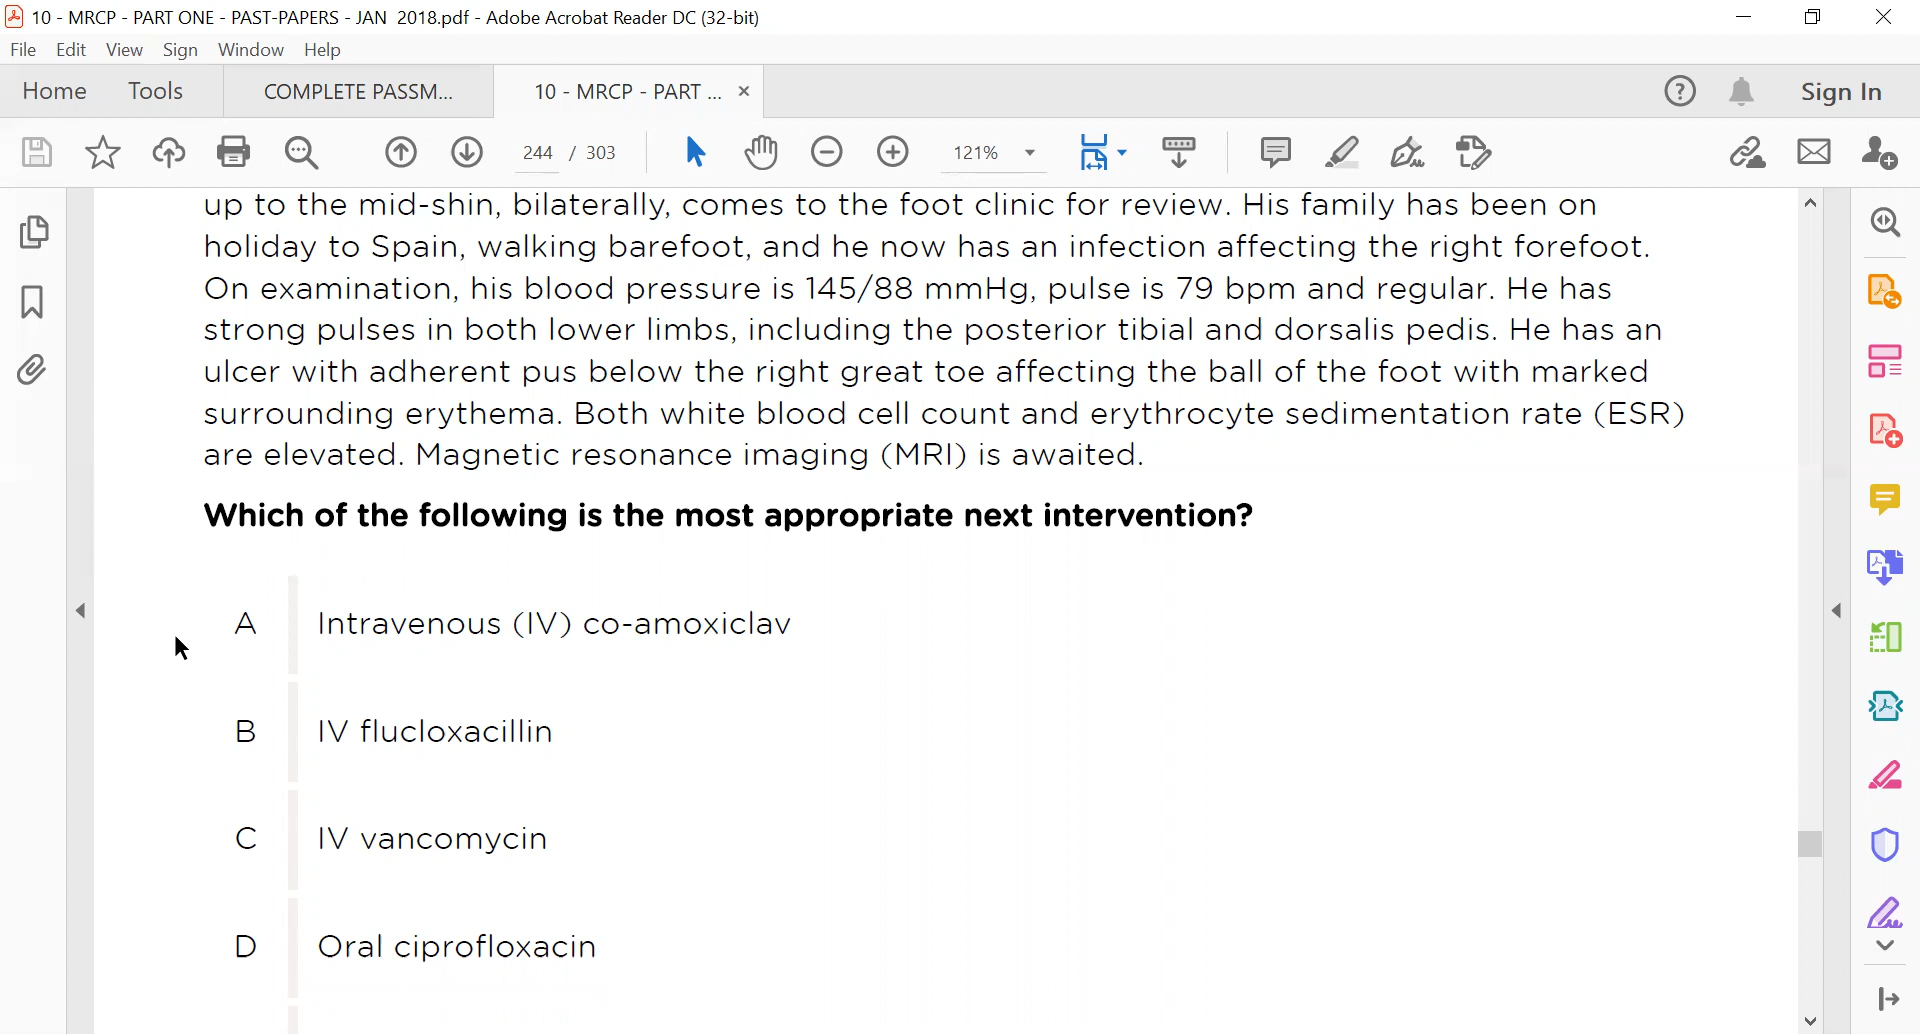 10 - MRCP - PART ONE - PAST-PAPERS - JAN  2018.pdf - Adobe Acrobat Reader DC (32-bit)
File Edit View Sign Window Help
Home Tools COMPLETE PASSM... 10 - MRCP - PART ... × Sign In
244 / 303 121%
up to the mid-shin, bilaterally, comes to the foot clinic for review. His family has been on
holiday to Spain, walking barefoot, and he now has an infection affecting the right forefoot.
On examination, his blood pressure is 145/88 mmHg, pulse is 79 bpm and regular. He has
strong pulses in both lower limbs, including the posterior tibial and dorsalis pedis. He has an
ulcer with adherent pus below the right great toe affecting the ball of the foot with marked
surrounding erythema. Both white blood cell count and erythrocyte sedimentation rate (ESR)
are elevated. Magnetic resonance imaging (MRI) is awaited.
Which of the following is the most appropriate next intervention?
A Intravenous (IV) co-amoxiclav
B IV flucloxacillin
C IV vancomycin
D Oral ciprofloxacin